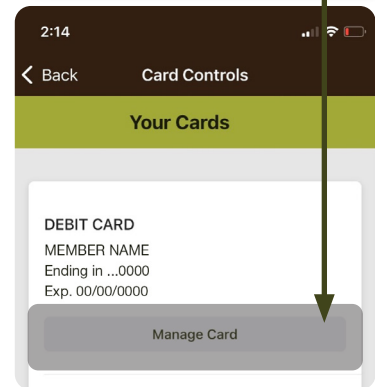 2:14
Back Card Controls
Your Cards
DEBIT CARD
MEMBER NAME
Ending in ...0000
Exp. 00/00/0000
Manage Card